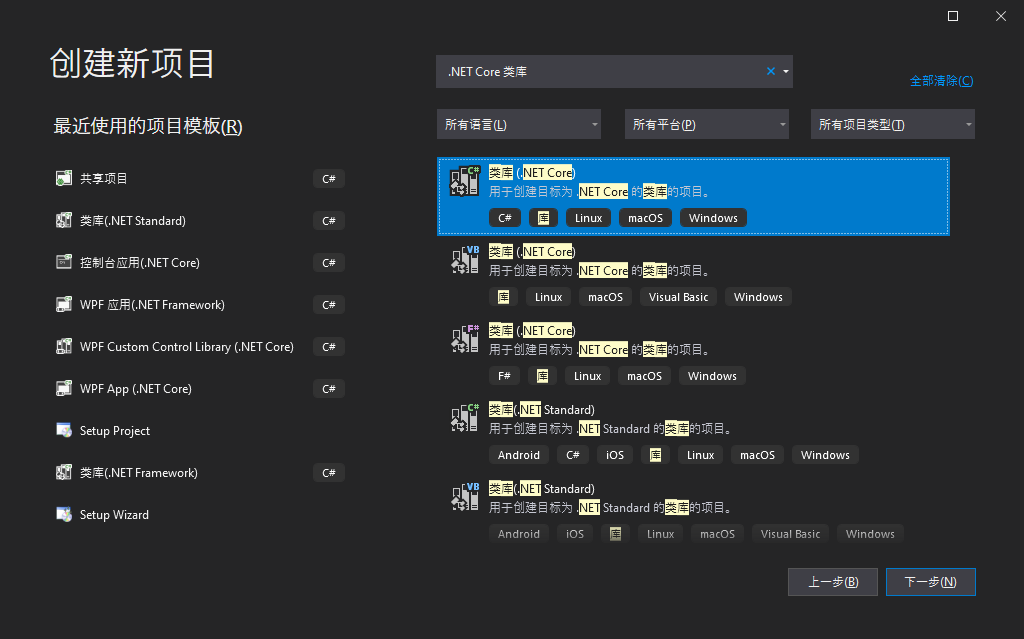 创建新项目
最近使用的项目模板(R)
共享项目 C#
类库(.NET Standard) C#
控制台应用(.NET Core) C#
WPF 应用(.NET Framework) C#
WPF Custom Control Library (.NET Core) C#
WPF App (.NET Core) C#
Setup Project
类库(.NET Framework) C#
Setup Wizard
.NET Core 类库
全部清除(C)
所有语言(L) 所有平台(P) 所有项目类型(T)
C#
类库 (.NET Core)
用于创建目标为 .NET Core 的类库的项目。
C# 库 Linux macOS Windows
VB
类库 (.NET Core)
用于创建目标为 .NET Core 的类库的项目。
库 Linux macOS Visual Basic Windows
F#
类库 (.NET Core)
用于创建目标为 .NET Core 的类库的项目。
F# 库 Linux macOS Windows
C#
类库(.NET Standard)
用于创建目标为 .NET Standard 的类库的项目。
Android C# iOS 库 Linux macOS Windows
VB
类库(.NET Standard)
用于创建目标为 .NET Standard 的类库的项目。
Android iOS 库 Linux macOS Visual Basic Windows
上一步(B) 下一步(N)